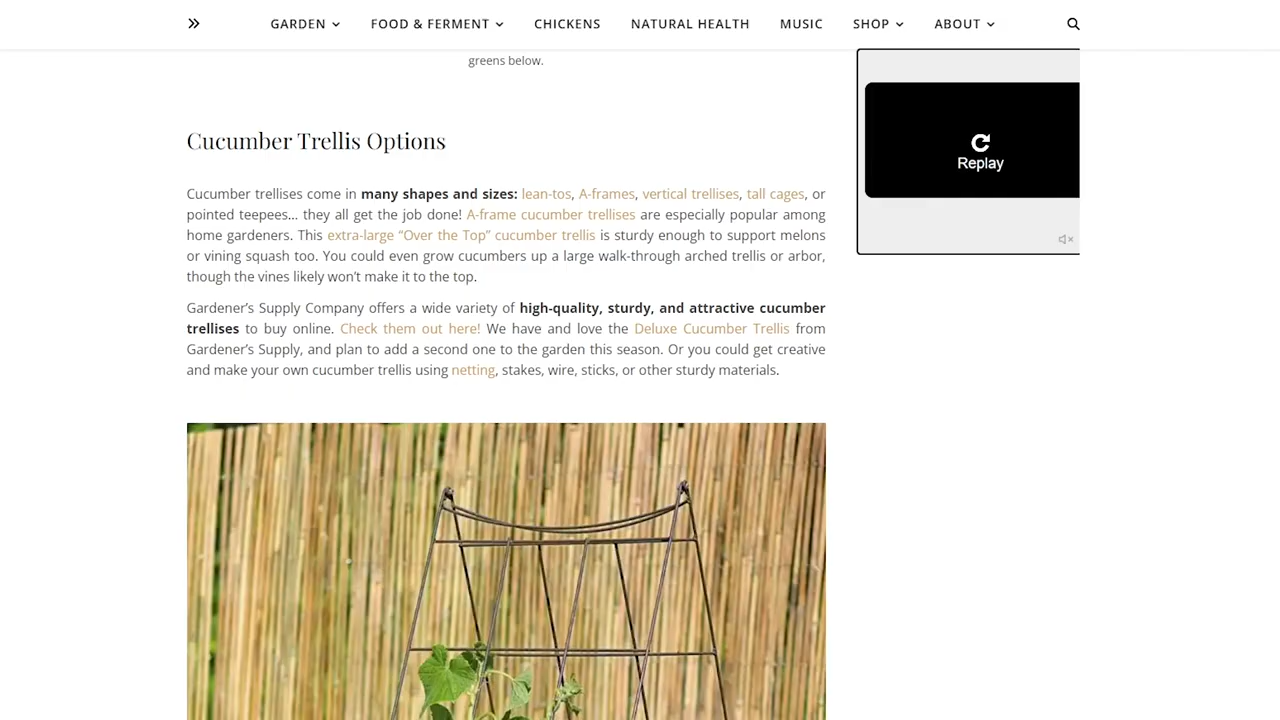 GARDEN FOOD & FERMENT CHICKENS NATURAL HEALTH MUSIC SHOP ABOUT
greens below.
Replay
Cucumber Trellis Options
Cucumber trellises come in many shapes and sizes: lean-tos, A-frames, vertical trellises, tall cages, or
pointed teepees… they all get the job done! A-frame cucumber trellises are especially popular among
home gardeners. This extra-large “Over the Top” cucumber trellis is sturdy enough to support melons
or vining squash too. You could even grow cucumbers up a large walk-through arched trellis or arbor,
though the vines likely won’t make it to the top.
Gardener’s Supply Company offers a wide variety of high-quality, sturdy, and attractive cucumber
trellises to buy online. Check them out here! We have and love the Deluxe Cucumber Trellis from
Gardener’s Supply, and plan to add a second one to the garden this season. Or you could get creative
and make your own cucumber trellis using netting, stakes, wire, sticks, or other sturdy materials.